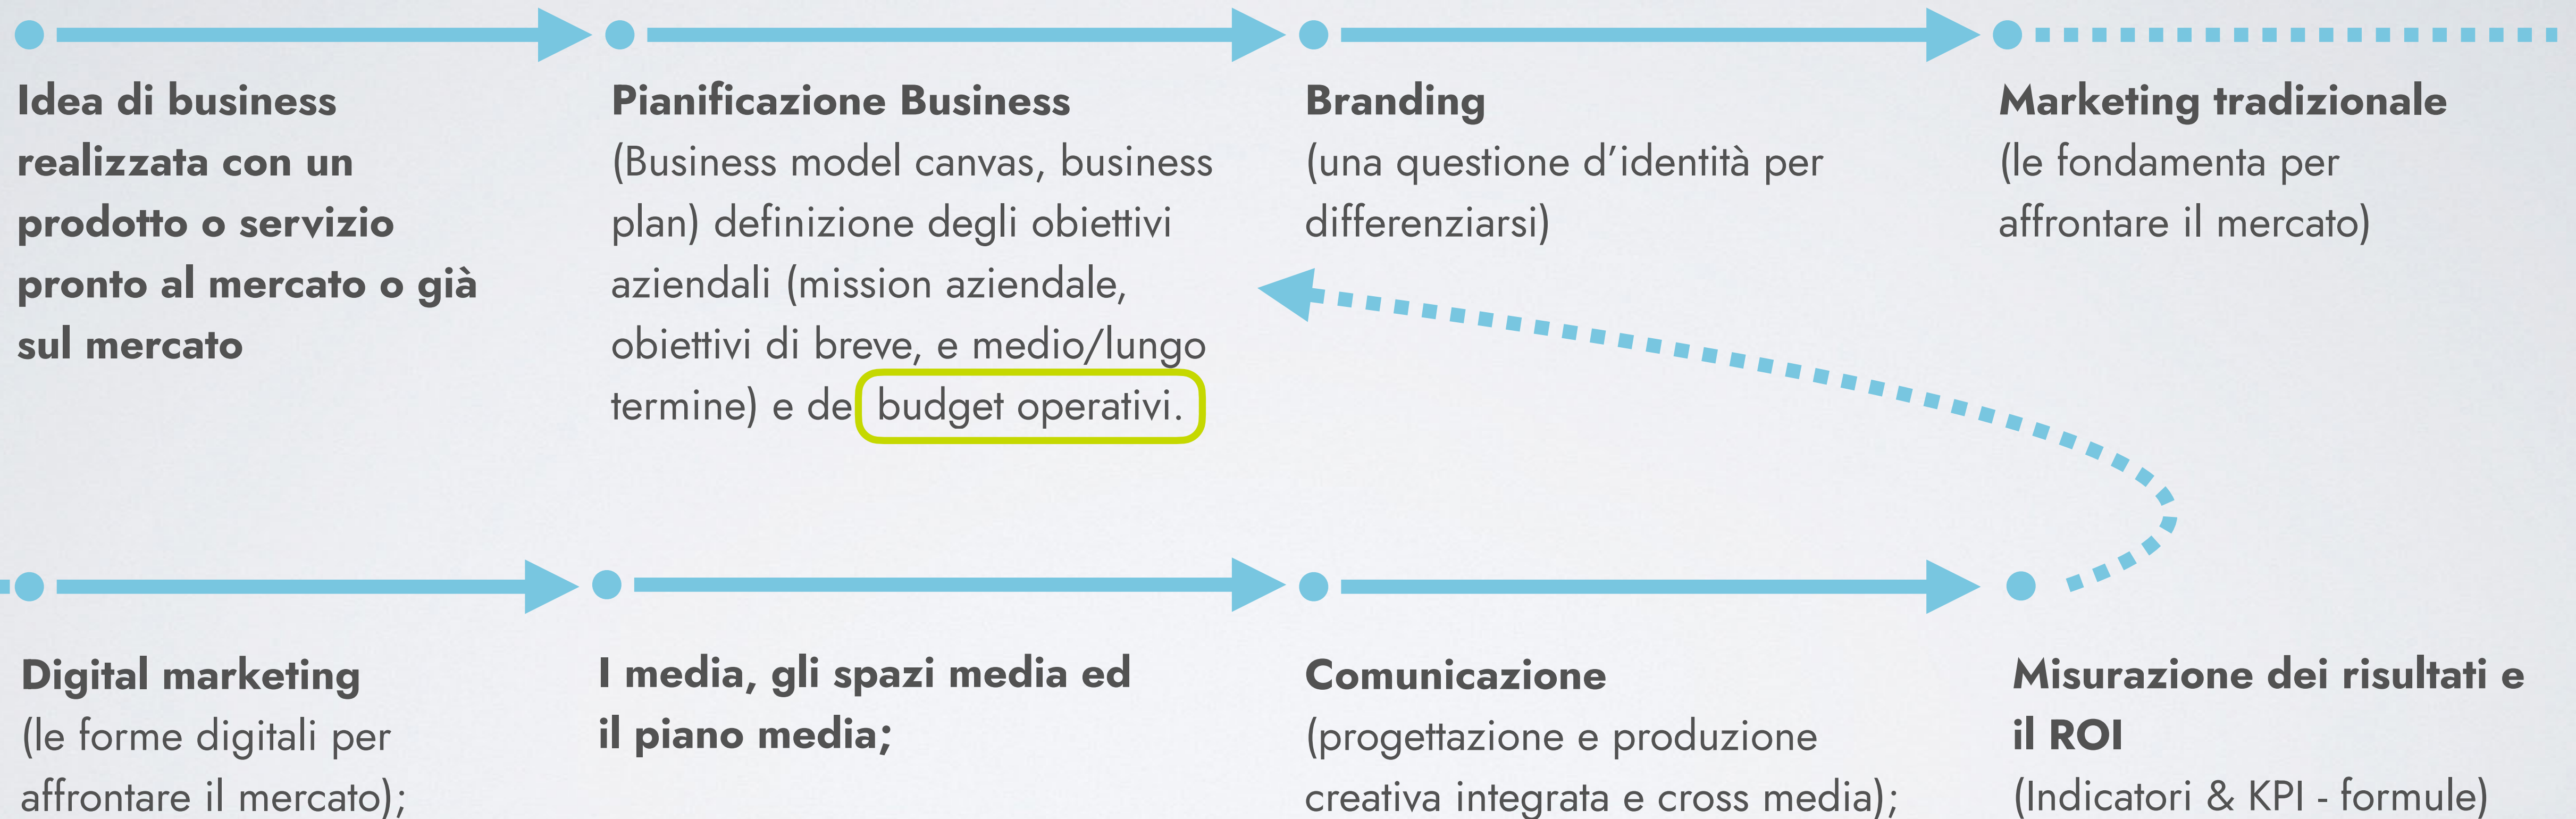 Idea di business
realizzata con un
prodotto o servizio
pronto al mercato o già
sul mercato
Pianificazione Business
(Business model canvas, business
plan) definizione degli obiettivi
aziendali (mission aziendale,
obiettivi di breve, e medio/lungo
termine) e de budget operativi.
Branding
(una questione d’identità per
differenziarsi)
Marketing tradizionale
(le fondamenta per
affrontare il mercato)
Digital marketing
(le forme digitali per
affrontare il mercato);
I media, gli spazi media ed
il piano media;
Comunicazione
(progettazione e produzione
creativa integrata e cross media);
Misurazione dei risultati e
il ROI
(Indicatori & KPI - formule)